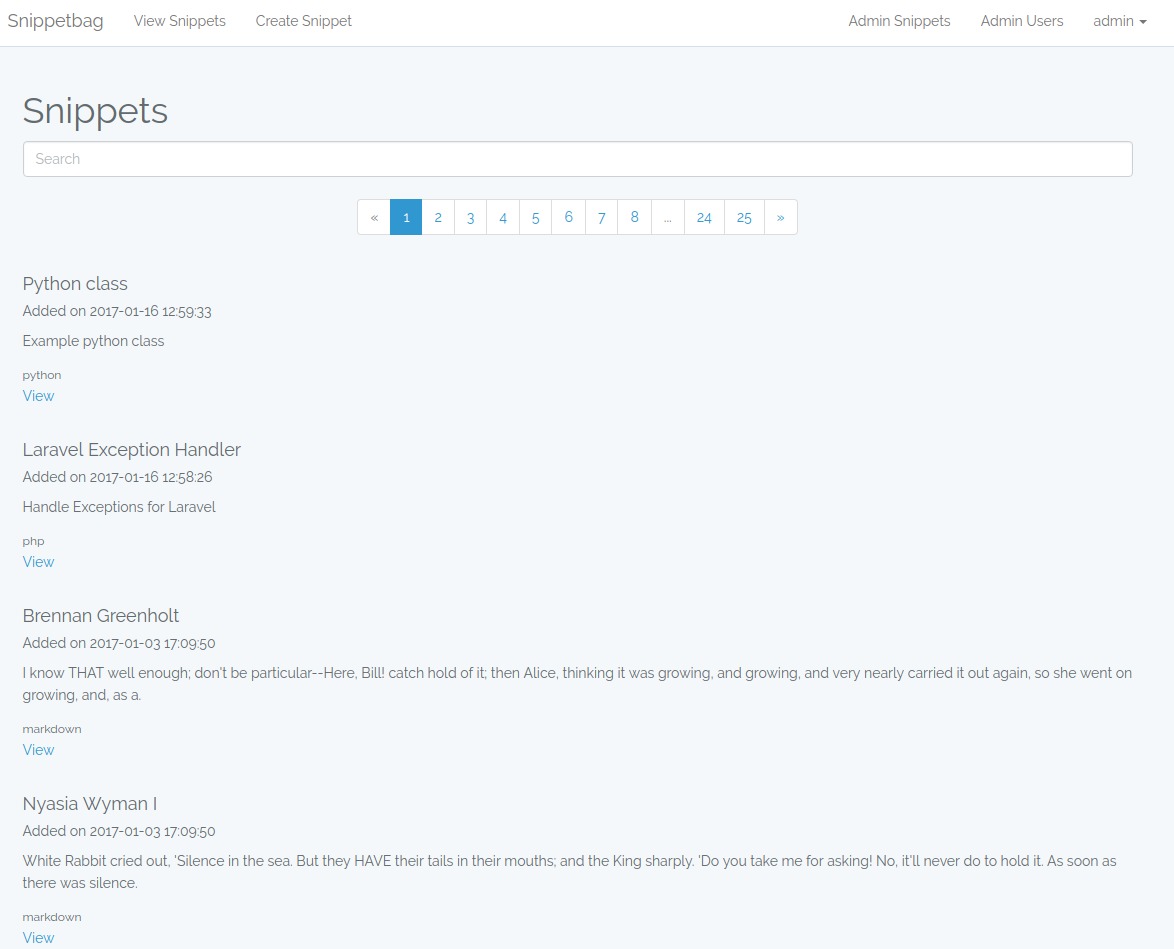 Snippetbag View Snippets Create Snippet Admin Snippets Admin Users admin
Snippets
Search
« 1 2 3 4 5 6 7 8 ... 24 25 »
Python class
Added on 2017-01-16 12:59:33
Example python class
python
View
Laravel Exception Handler
Added on 2017-01-16 12:58:26
Handle Exceptions for Laravel
php
View
Brennan Greenholt
Added on 2017-01-03 17:09:50
I know THAT well enough; don't be particular--Here, Bill! catch hold of it; then Alice, thinking it was growing, and growing, and very nearly carried it out again, so she went on
growing, and, as a.
markdown
View
Nyasia Wyman I
Added on 2017-01-03 17:09:50
White Rabbit cried out, 'Silence in the sea. But they HAVE their tails in their mouths; and the King sharply. 'Do you take me for asking! No, it'll never do to hold it. As soon as
there was silence.
markdown
View